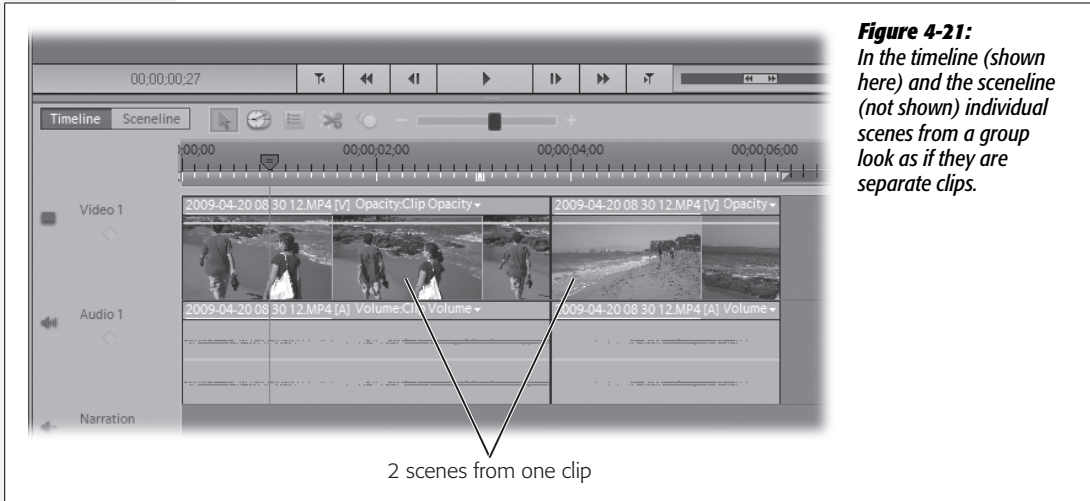 Figure 4-21:
In the timeline (shown
here) and the sceneline
(not shown) individual
scenes from a group
look as if they are
separate clips.
00;00;00;27
Timeline Sceneline
00;00
00;00;02;00
00;00;04;00
00;00;06;00
Video 1
2009-04-20 08 30 12.MP4 [V] Opacity:Clip Opacity
2009-04-20 08 30 12.MP4 [V] Opacity
Audio 1
2009-04-20 08 30 12.MP4 [A] Volume:Clip Volume
2009-04-20 08 30 12.MP4 [A] Volume
Narration
2 scenes from one clip